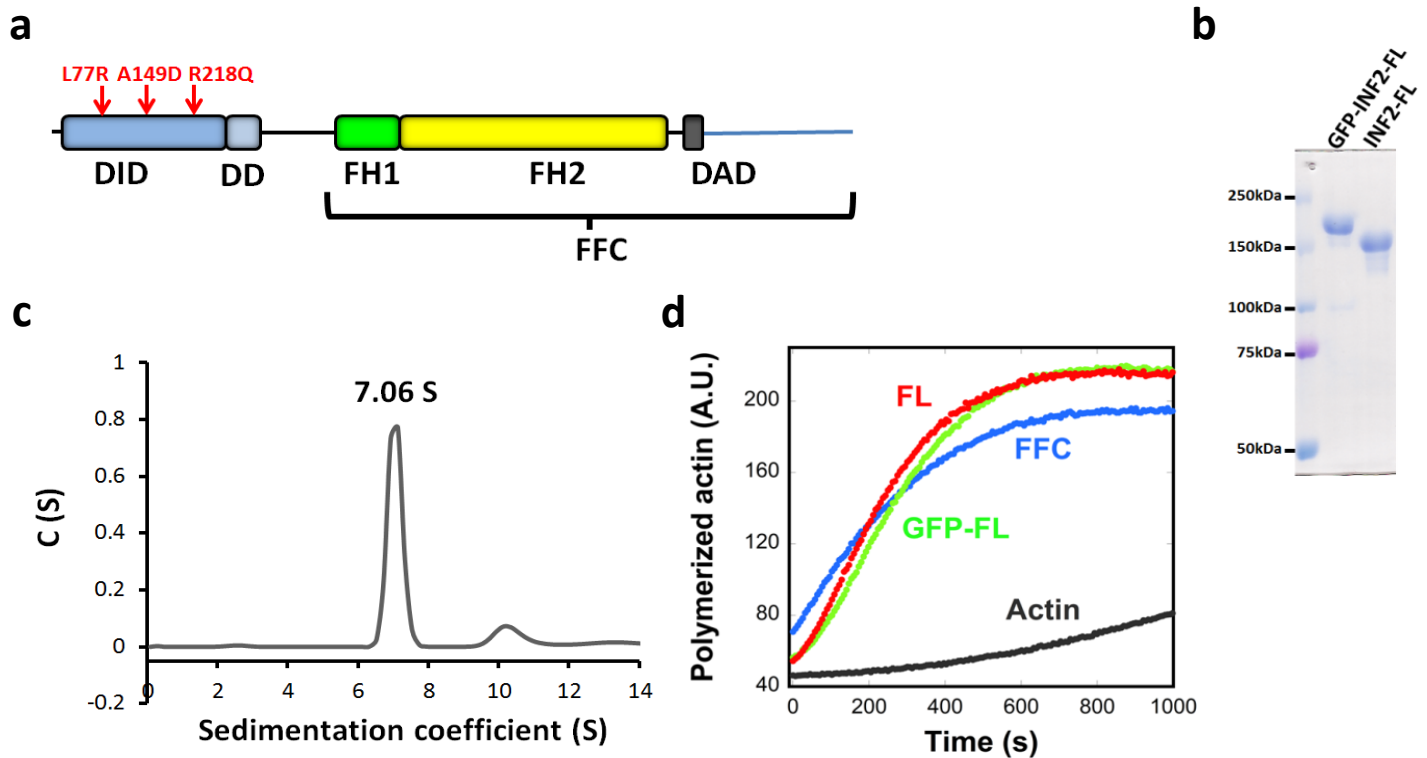 a
L77R A149D R218Q
DID
DD
FH1
FH2
DAD
FFC
b
GFP-INF2-FL
INF2-FL
250kDa
150kDa
100kDa
75kDa
50kDa
c
7.06 S
C (S)
1
0.8
0.6
0.4
0.2
0
-0.2
0 2 4 6 8 10 12 14
Sedimentation coefficient (S)
d
Polymerized actin (A.U.)
200
160
120
80
40
FL
FFC
GFP-FL
Actin
0 200 400 600 800 1000
Time (s)